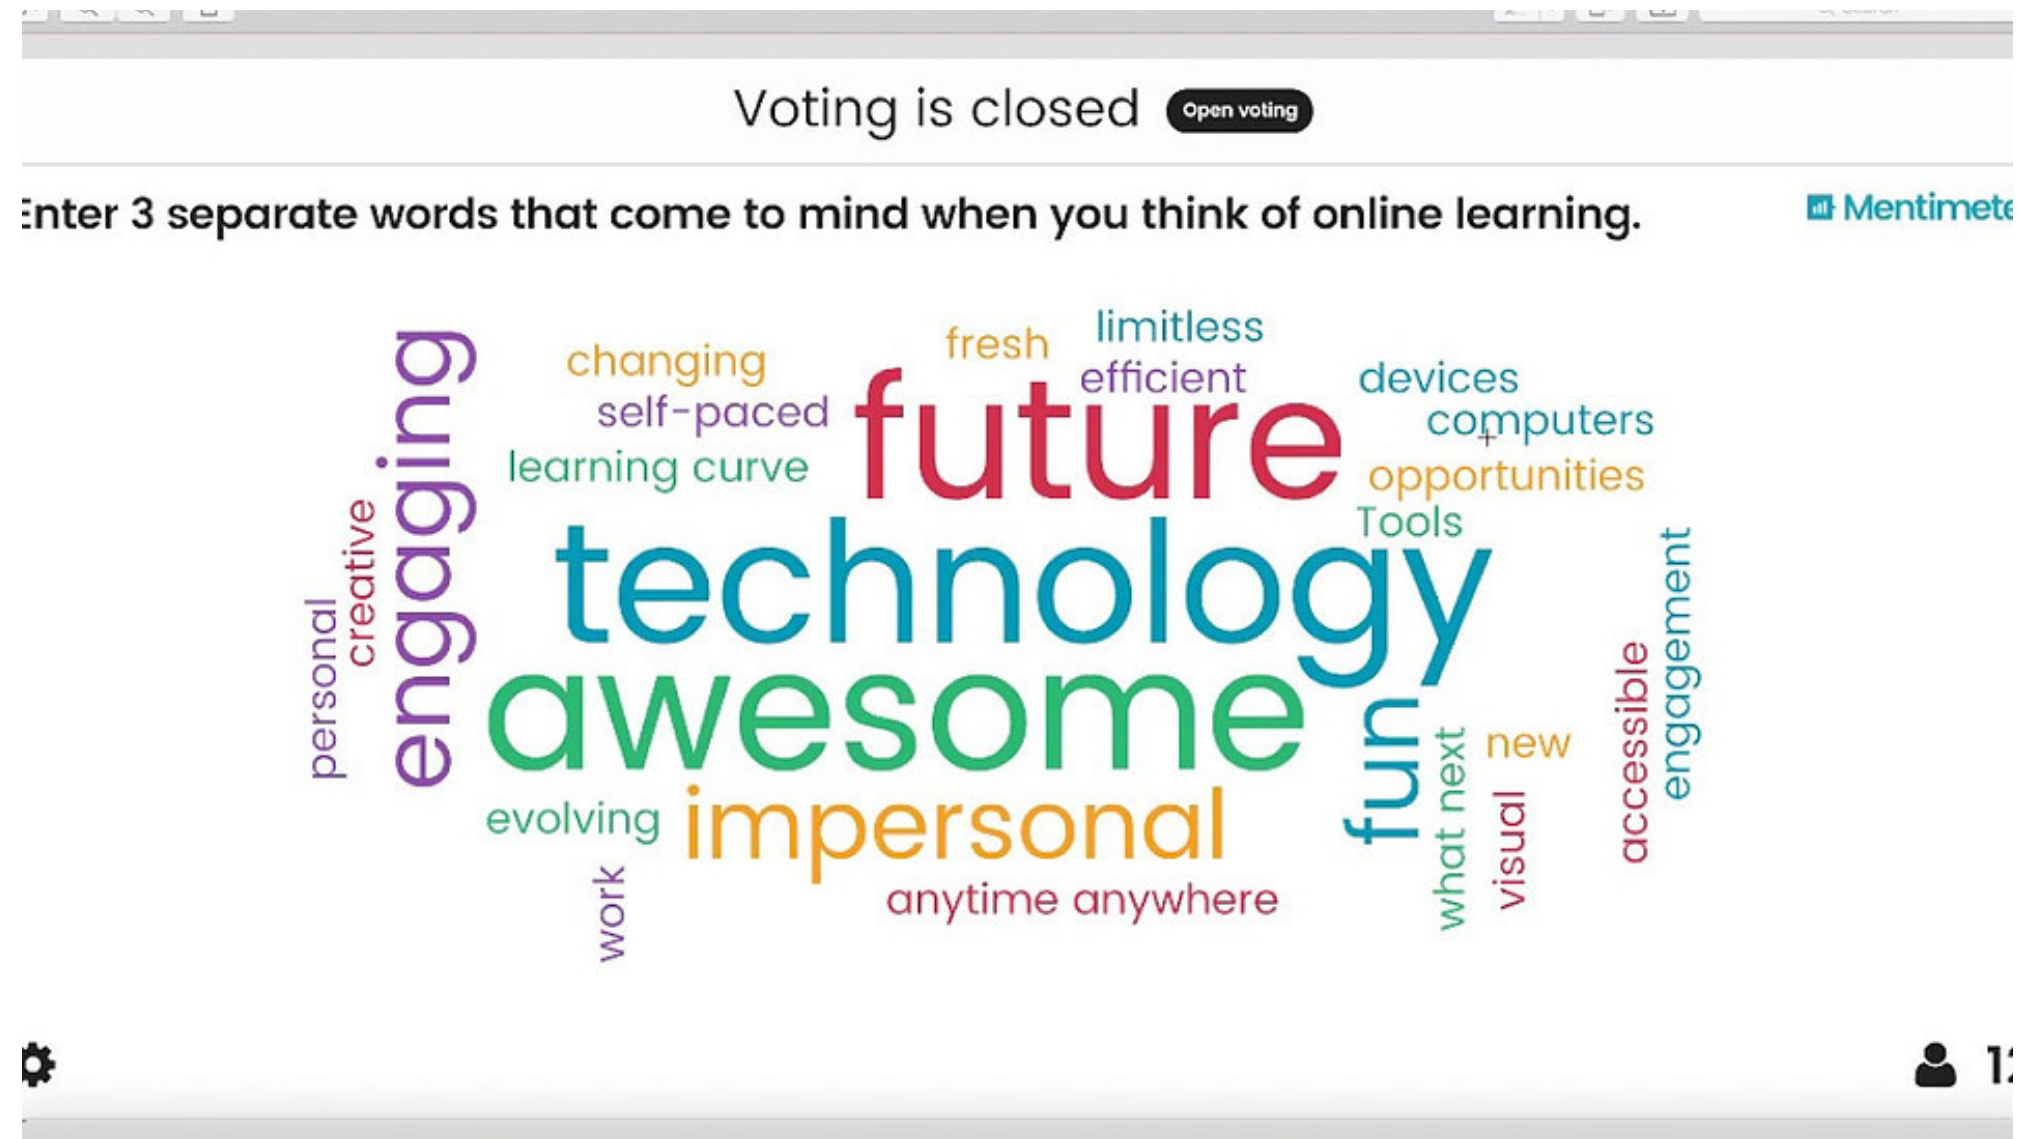 Voting is closed Open voting
Enter 3 separate words that come to mind when you think of online learning.
Mentimete
limitless
fresh
changing
efficient
devices
self-paced
future
computers
learning curve
opportunities
Tools
engaging
creative
personal
technology
engagement
accessible
awesome
fun
what next
new
visual
evolving
impersonal
work
anytime anywhere